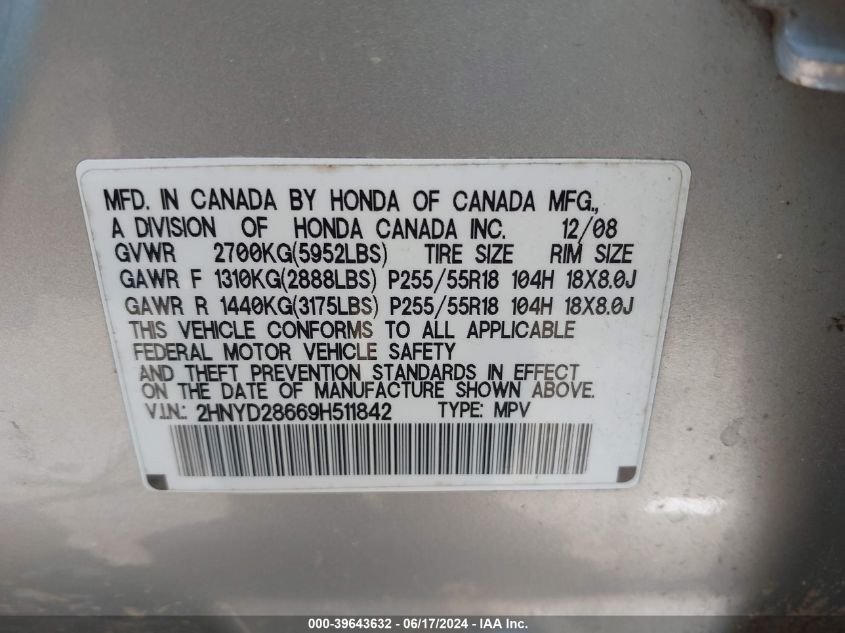 MFD. IN CANADA BY HONDA OF CANADA MFG.,
A DIVISION OF HONDA CANADA INC. 12/08
GVWR 2700KG(5952LBS) TIRE SIZE RIM SIZE
GAWR F 1310KG(2888LBS) P255/55R18 104H 18X8.0J
GAWR R 1440KG(3175LBS) P255/55R18 104H 18X8.0J
THIS VEHICLE CONFORMS TO ALL APPLICABLE
FEDERAL MOTOR VEHICLE SAFETY
AND THEFT PREVENTION STANDARDS IN EFFECT
ON THE DATE OF MANUFACTURE SHOWN ABOVE.
V.I.N.: 2HNYD28669H511842 TYPE: MPV
000-39643632 - 06/17/2024 - IAA Inc.